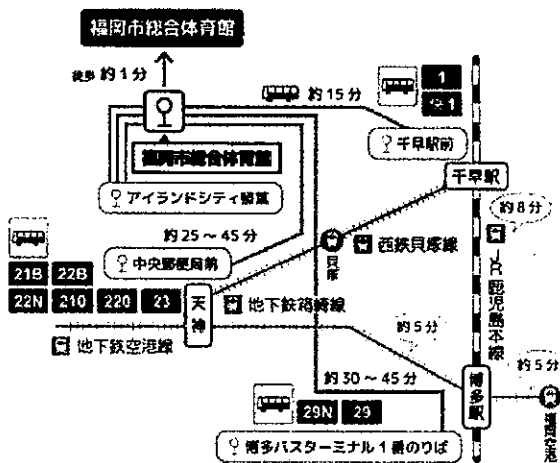 福岡市総合体育館
徒歩 約1分
約15分
1
急1
千早駅前
福岡市総合体育館
千早駅
アイランドシティ照葉
約8分
約25～45分
西鉄貝塚線
貝塚
中央郵便局前
JR鹿児島本線
21B 22B
22N 210 220 23
天神
地下鉄箱崎線
地下鉄空港線
約5分
約5分
博多駅
福岡空港
約30～45分
29N 29
博多バスターミナル1番のりば